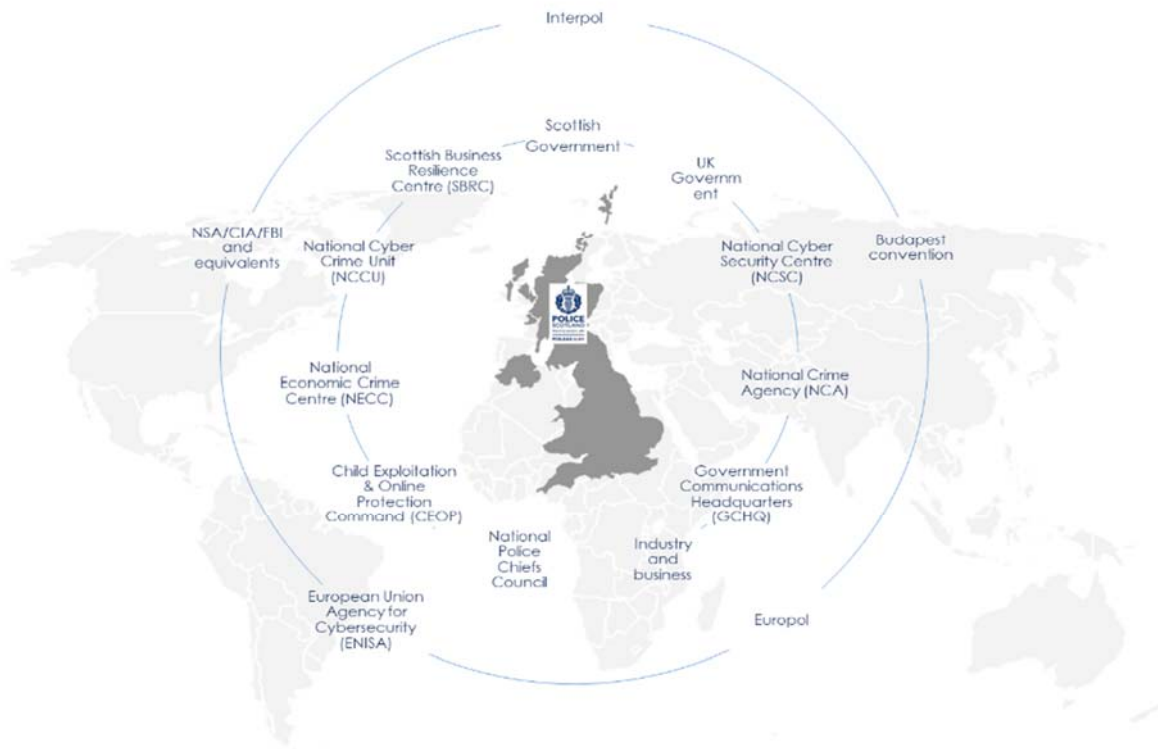 Interpol
Scottish
Government
Scottish Business
Resilience
Centre (SBRC)
UK
Governm
ent
NSA/CIA/FBI
and
equivalents
National Cyber
Crime Unit
(NCCU)
National Cyber
Security Centre
(NCSC)
Budapest
convention
POLICE
SCOTLAND
National
Economic Crime
Centre (NECC)
National Crime
Agency (NCA)
Child Exploitation
& Online
Protection
Command (CEOP)
Government
Communications
Headquarters
(GCHQ)
National
Police
Chiefs
Council
Industry
and
business
European Union
Agency for
Cybersecurity
(ENISA)
Europol